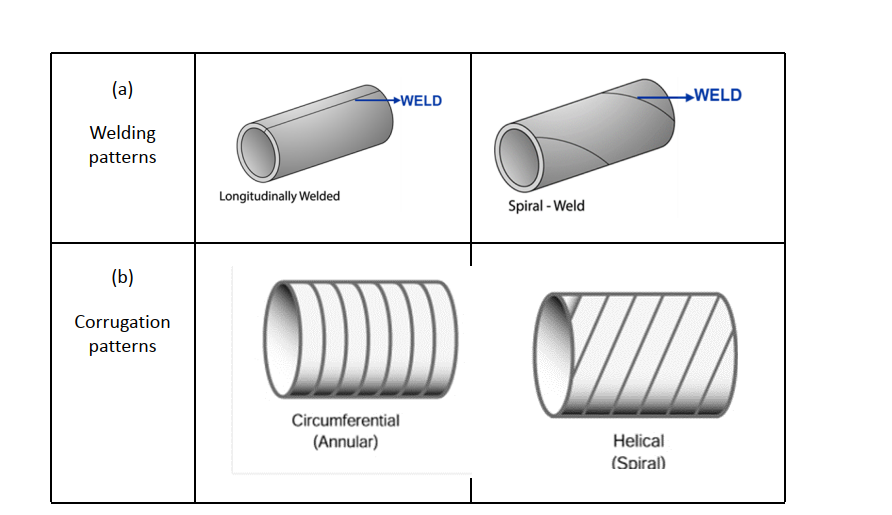 (a)
Welding
patterns
WELD
Longitudinally Welded
WELD
Spiral - Weld
(b)
Corrugation
patterns
Circumferential
(Annular)
Helical
(Spiral)